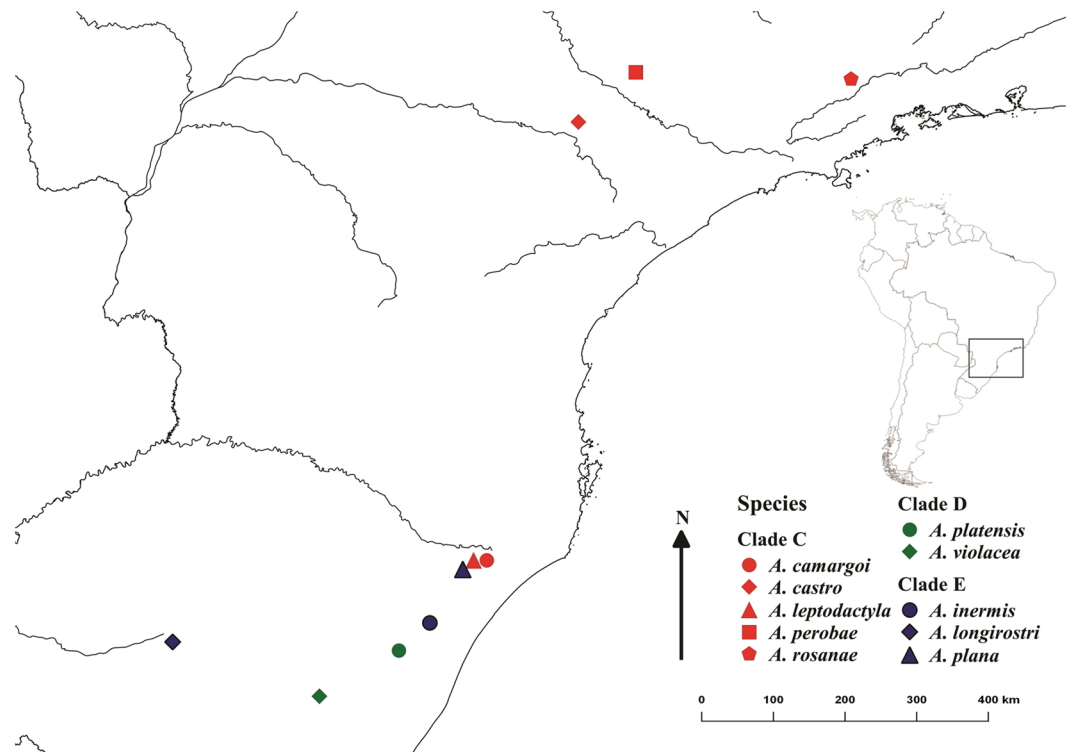 N
Species
Clade C
A. camargoi
A. castro
A. leptodactyla
A. perobae
A. rosanae
Clade D
A. platensis
A. violacea
Clade E
A. inermis
A. longirostri
A. plana
0 100 200 300 400 km